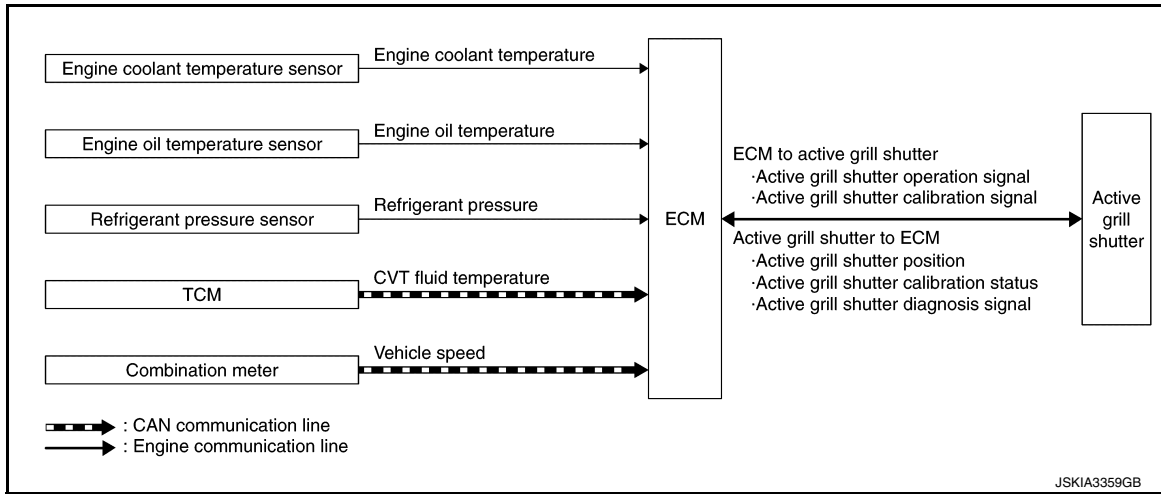 Engine coolant temperature sensor
Engine coolant temperature
Engine oil temperature sensor
Engine oil temperature
Refrigerant pressure sensor
Refrigerant pressure
TCM
CVT fluid temperature
Combination meter
Vehicle speed
ECM
ECM to active grill shutter
·Active grill shutter operation signal
·Active grill shutter calibration signal
Active grill shutter to ECM
·Active grill shutter position
·Active grill shutter calibration status
·Active grill shutter diagnosis signal
Active
grill
shutter
: CAN communication line
: Engine communication line
JSKIA3359GB